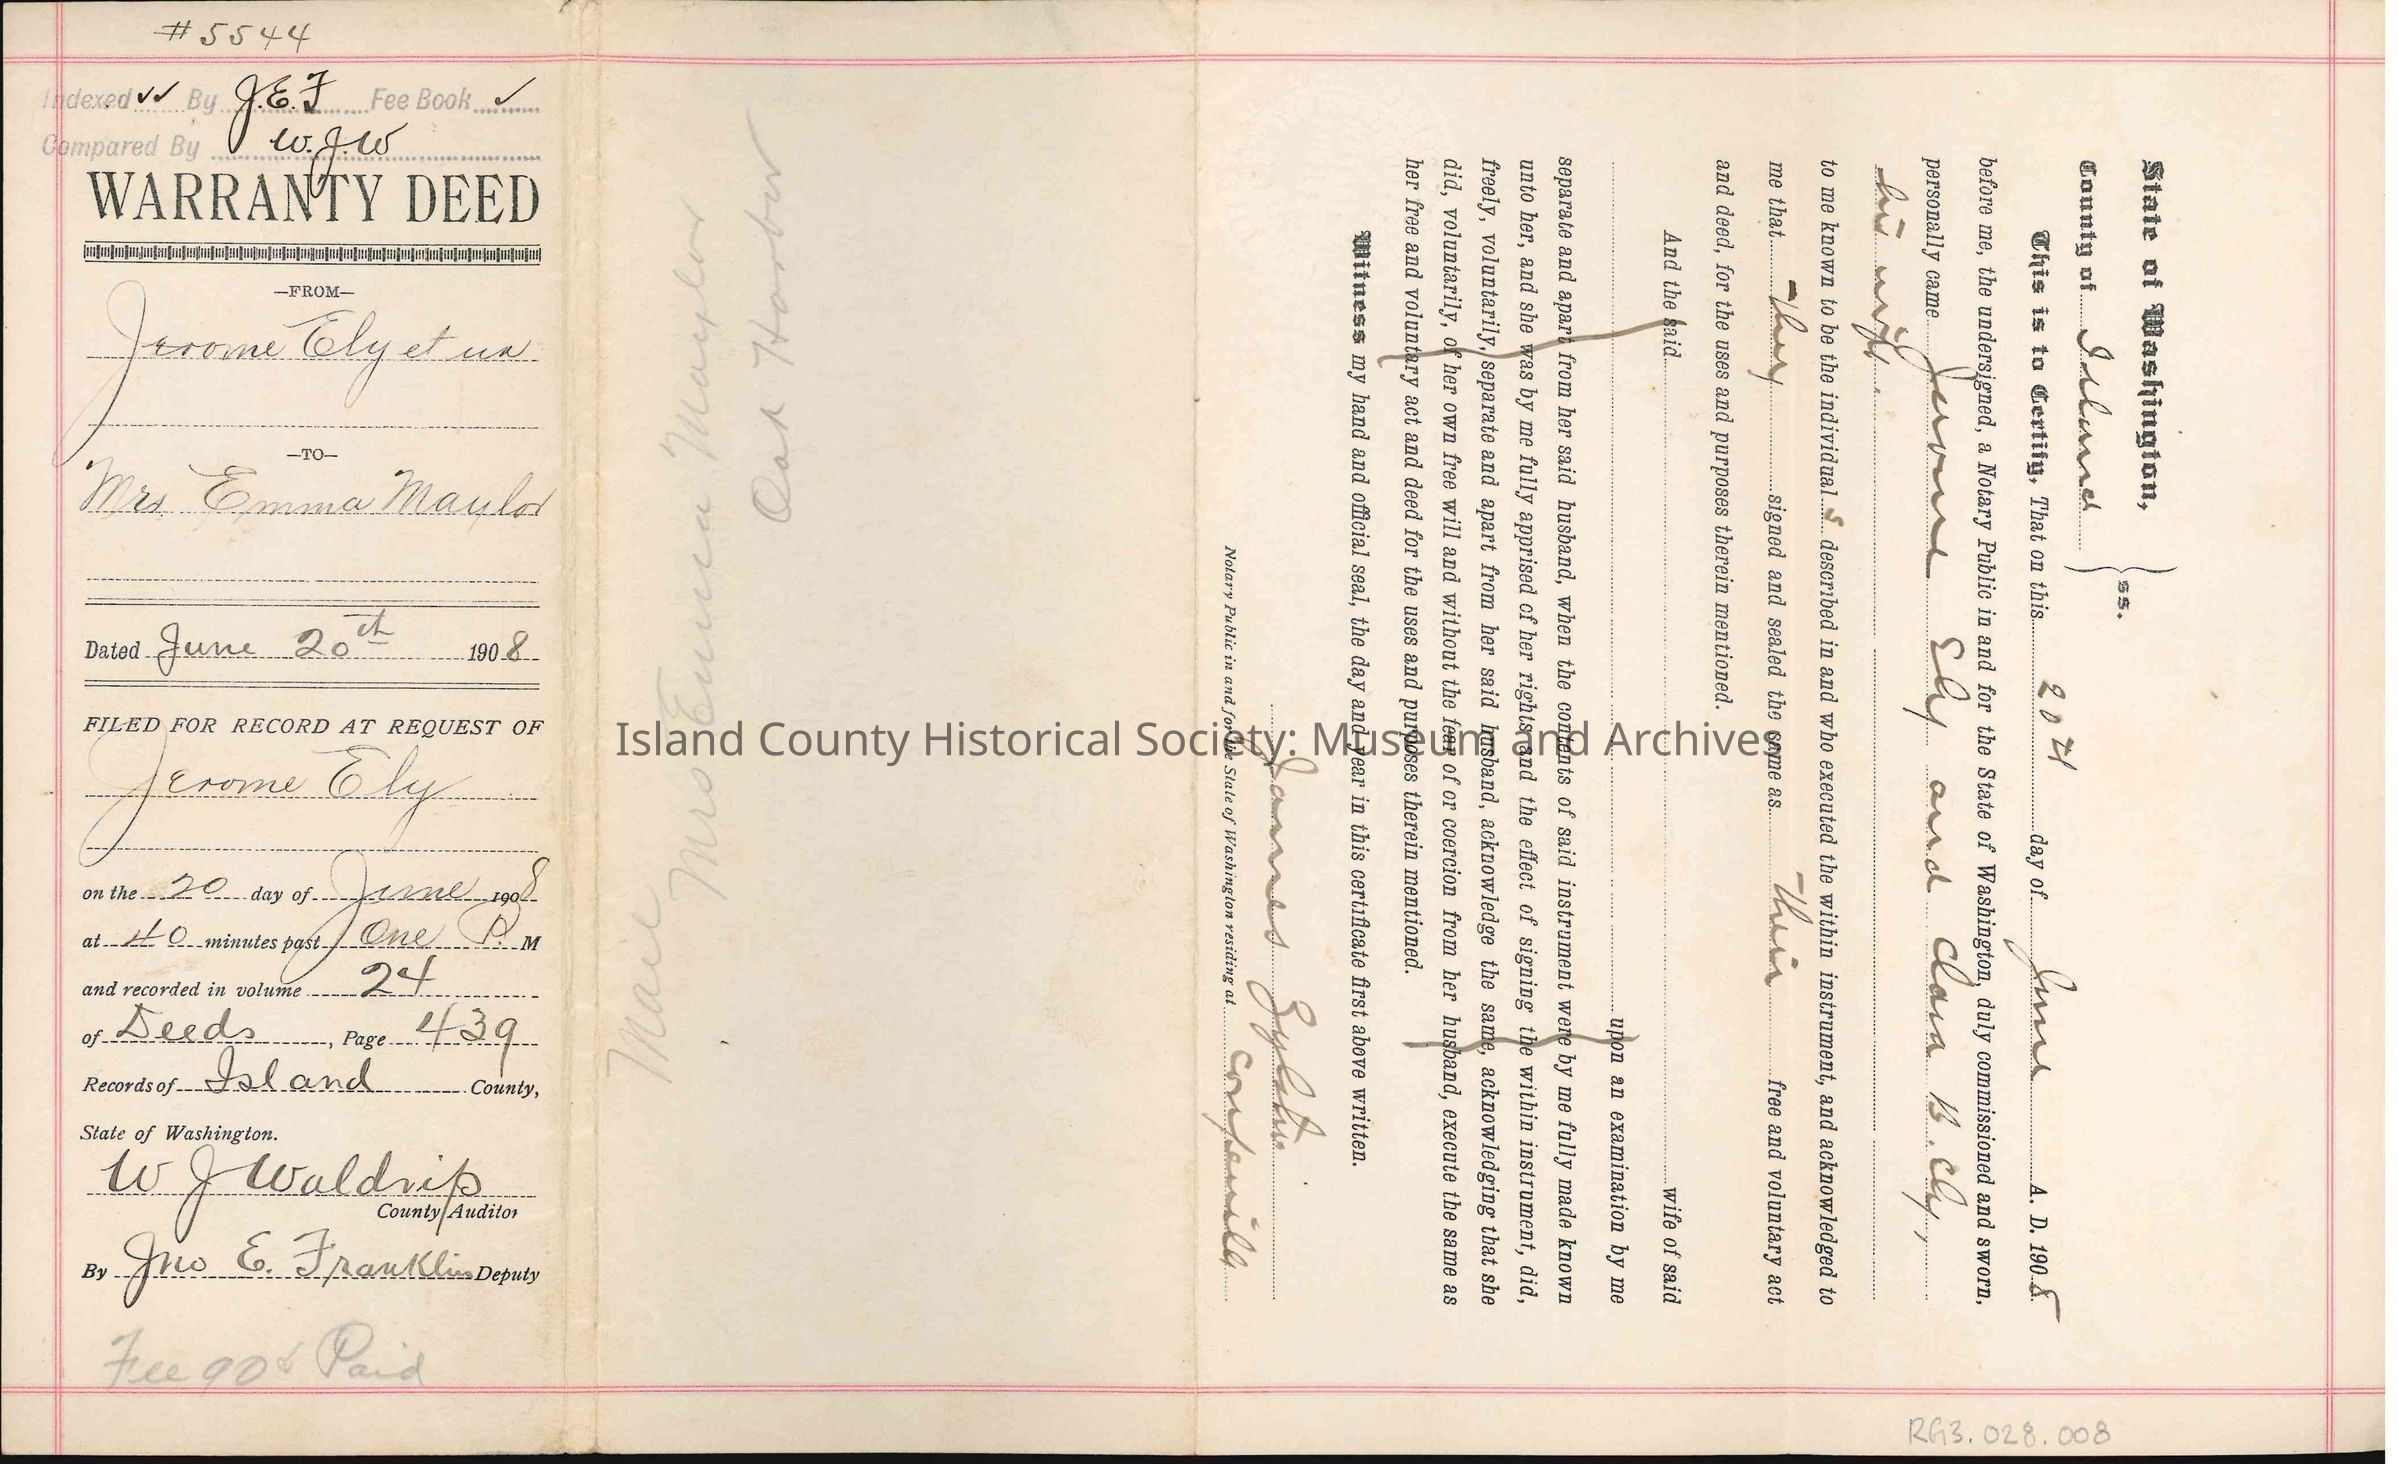 #5544
Indexed ✓✓ By J.E.F Fee Book ✓
Compared By W.J.W
WARRANTY DEED
—FROM—
Jerome Ely et ux
—TO—
Mrs. Emma Maylor
Dated June 20th 1908
FILED FOR RECORD AT REQUEST OF
Jerome Ely
on the 20 day of June 1908
at 40 minutes past One P. M
and recorded in volume 24
of Deeds, Page 439
Records of Island County,
State of Washington.
W J Waldrip
County Auditor
By Jno E. Franklin Deputy
Fee 90¢ Paid
Mail
Mrs Emma Maylor
Oak Harbor
State of Washington,
County of Island } ss.
This is to Certify, That on this 20th day of June A. D. 1908
before me, the undersigned, a Notary Public in and for the State of Washington, duly commissioned and sworn,
personally came Jerome Ely and Clara B. Ely,
his wife.
to me known to be the individual s described in and who executed the within instrument, and acknowledged to
me that they signed and sealed the same as their free and voluntary act
and deed, for the uses and purposes therein mentioned.
And the said wife of said
upon an examination by me
separate and apart from her said husband, when the contents of said instrument were by me fully made known
unto her, and she was by me fully apprised of her rights and the effect of signing the within instrument, did,
freely, voluntarily, separate and apart from her said husband, acknowledge the same, acknowledging that she
did, voluntarily, of her own free will and without the fear of or coercion from her husband, execute the same as
her free and voluntary act and deed for the uses and purposes therein mentioned.
Witness my hand and official seal, the day and year in this certificate first above written.
James Zylstra.
Notary Public in and for the State of Washington residing at Coupeville
Island County Historical Society: Museum and Archives
RG3.028.008